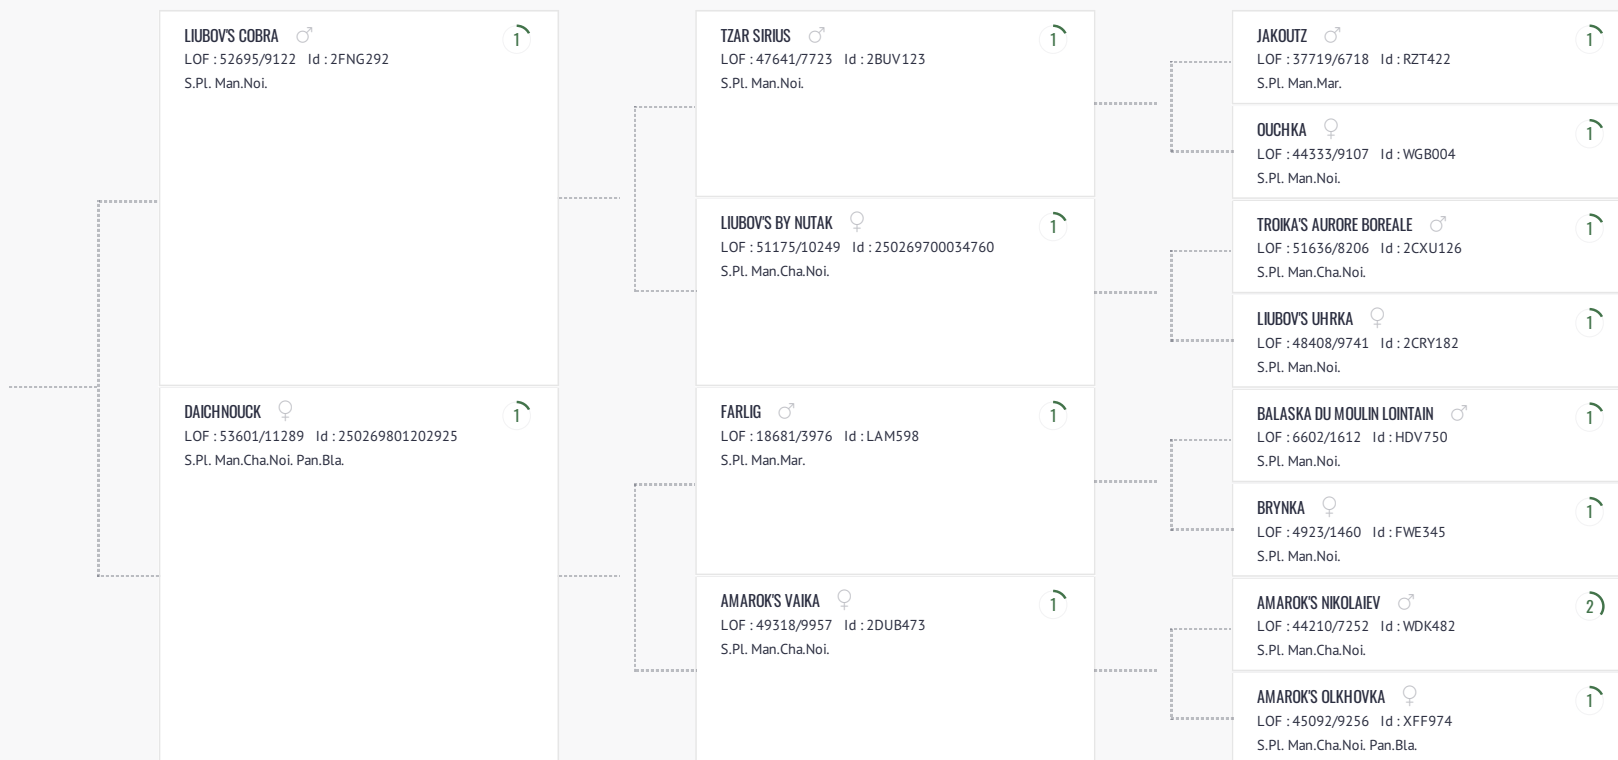 LIUBOV'S COBRA 1
LOF : 52695/9122 Id : 2FNG292
S.Pl. Man.Noi.
DAICHNOUCK 1
LOF : 53601/11289 Id : 250269801202925
S.Pl. Man.Cha.Noi. Pan.Bla.
TZAR SIRIUS 1
LOF : 47641/7723 Id : 2BUV123
S.Pl. Man.Noi.
LIUBOV'S BY NUTAK 1
LOF : 51175/10249 Id : 250269700034760
S.Pl. Man.Cha.Noi.
FARLIG 1
LOF : 18681/3976 Id : LAM598
S.Pl. Man.Mar.
AMAROK'S VAIKA 1
LOF : 49318/9957 Id : 2DUB473
S.Pl. Man.Cha.Noi.
JAKOUTZ 1
LOF : 37719/6718 Id : RZT422
S.Pl. Man.Mar.
OUCHKA 1
LOF : 44333/9107 Id : WGB004
S.Pl. Man.Noi.
TROIKA'S AURORE BOREALE 1
LOF : 51636/8206 Id : 2CXU126
S.Pl. Man.Cha.Noi.
LIUBOV'S UHRKA 1
LOF : 48408/9741 Id : 2CRY182
S.Pl. Man.Noi.
BALASKA DU MOULIN LOINTAIN 1
LOF : 6602/1612 Id : HDV750
S.Pl. Man.Noi.
BRYNKA 1
LOF : 4923/1460 Id : FWE345
S.Pl. Man.Noi.
AMAROK'S NIKOLAIEV 2
LOF : 44210/7252 Id : WDK482
S.Pl. Man.Cha.Noi.
AMAROK'S OLKHOVKA 1
LOF : 45092/9256 Id : XFF974
S.Pl. Man.Cha.Noi. Pan.Bla.